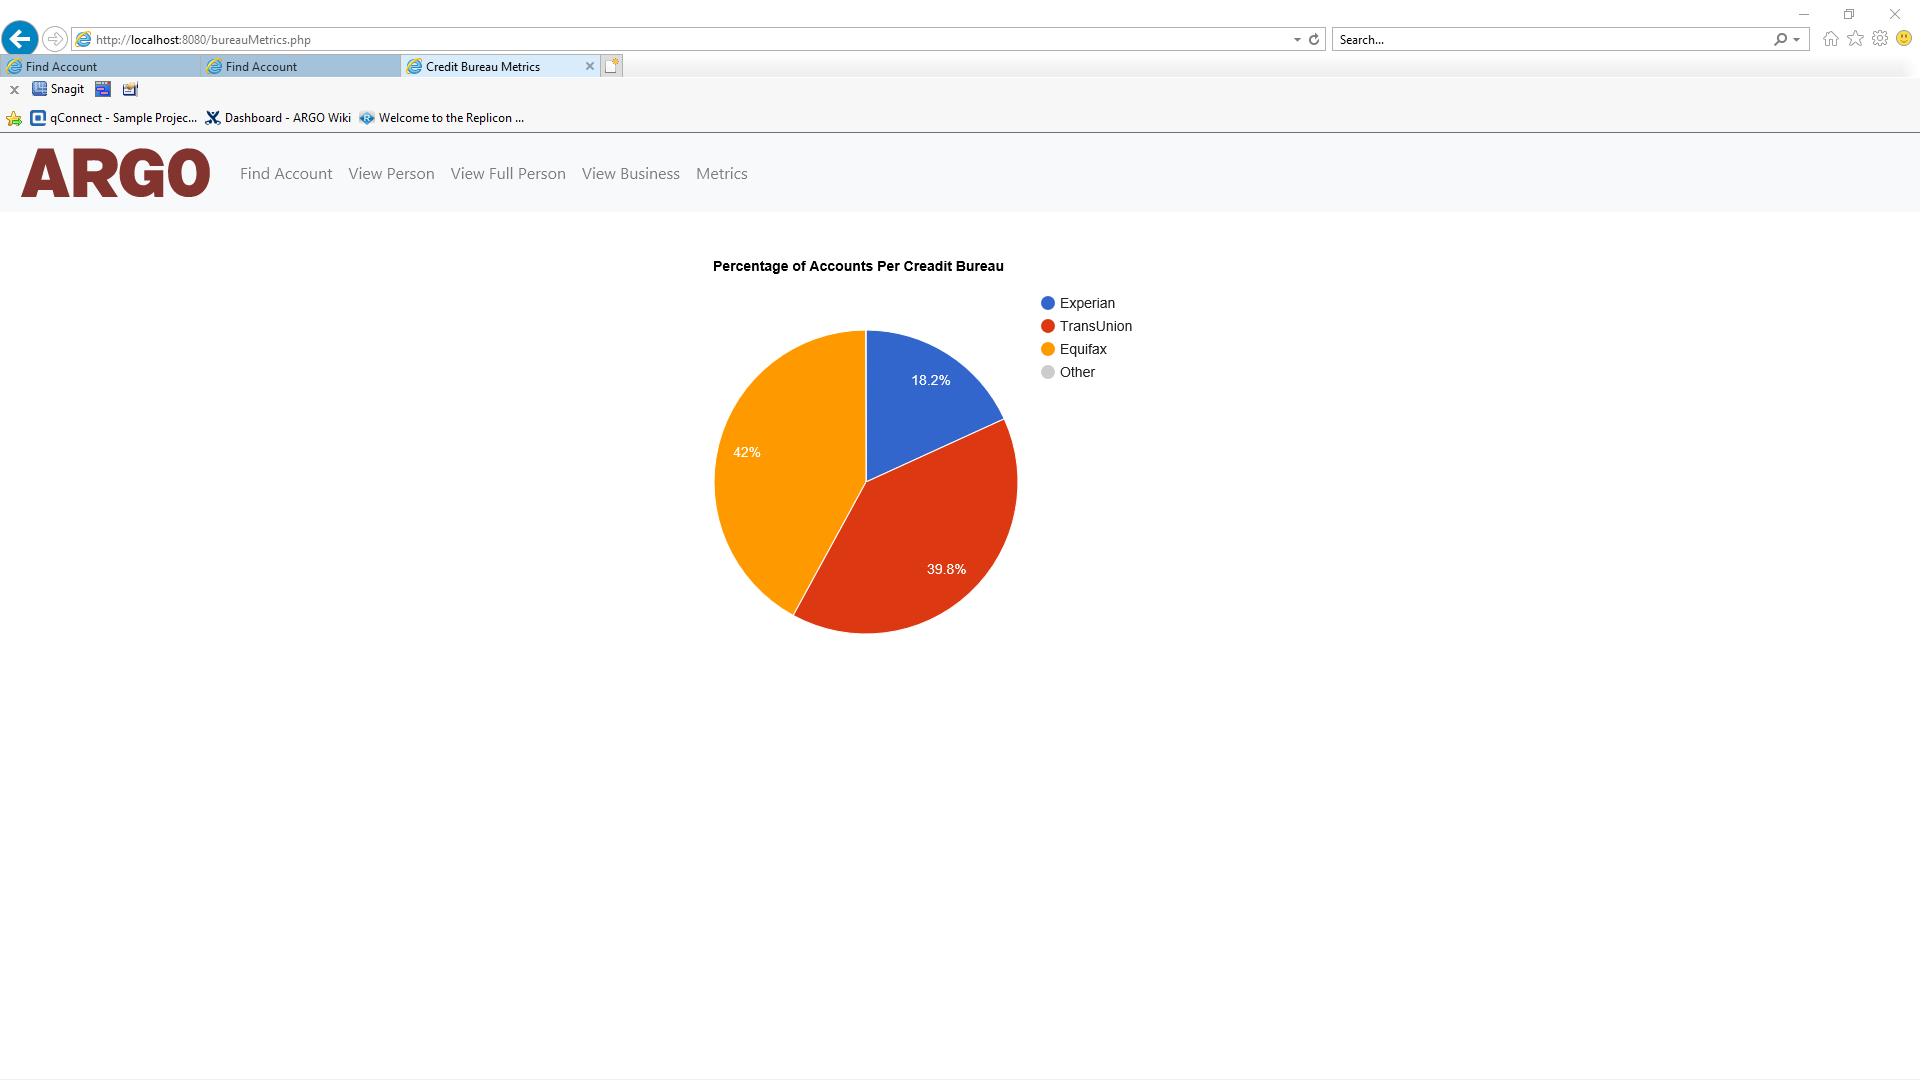 http://localhost:8080/bureauMetrics.php
Search...
Find Account
Find Account
Credit Bureau Metrics
Snagit
qConnect - Sample Projec...
Dashboard - ARGO Wiki
Welcome to the Replicon ...
ARGO
Find Account
View Person
View Full Person
View Business
Metrics
Percentage of Accounts Per Creadit Bureau
Experian
TransUnion
Equifax
Other
18.2%
42%
39.8%